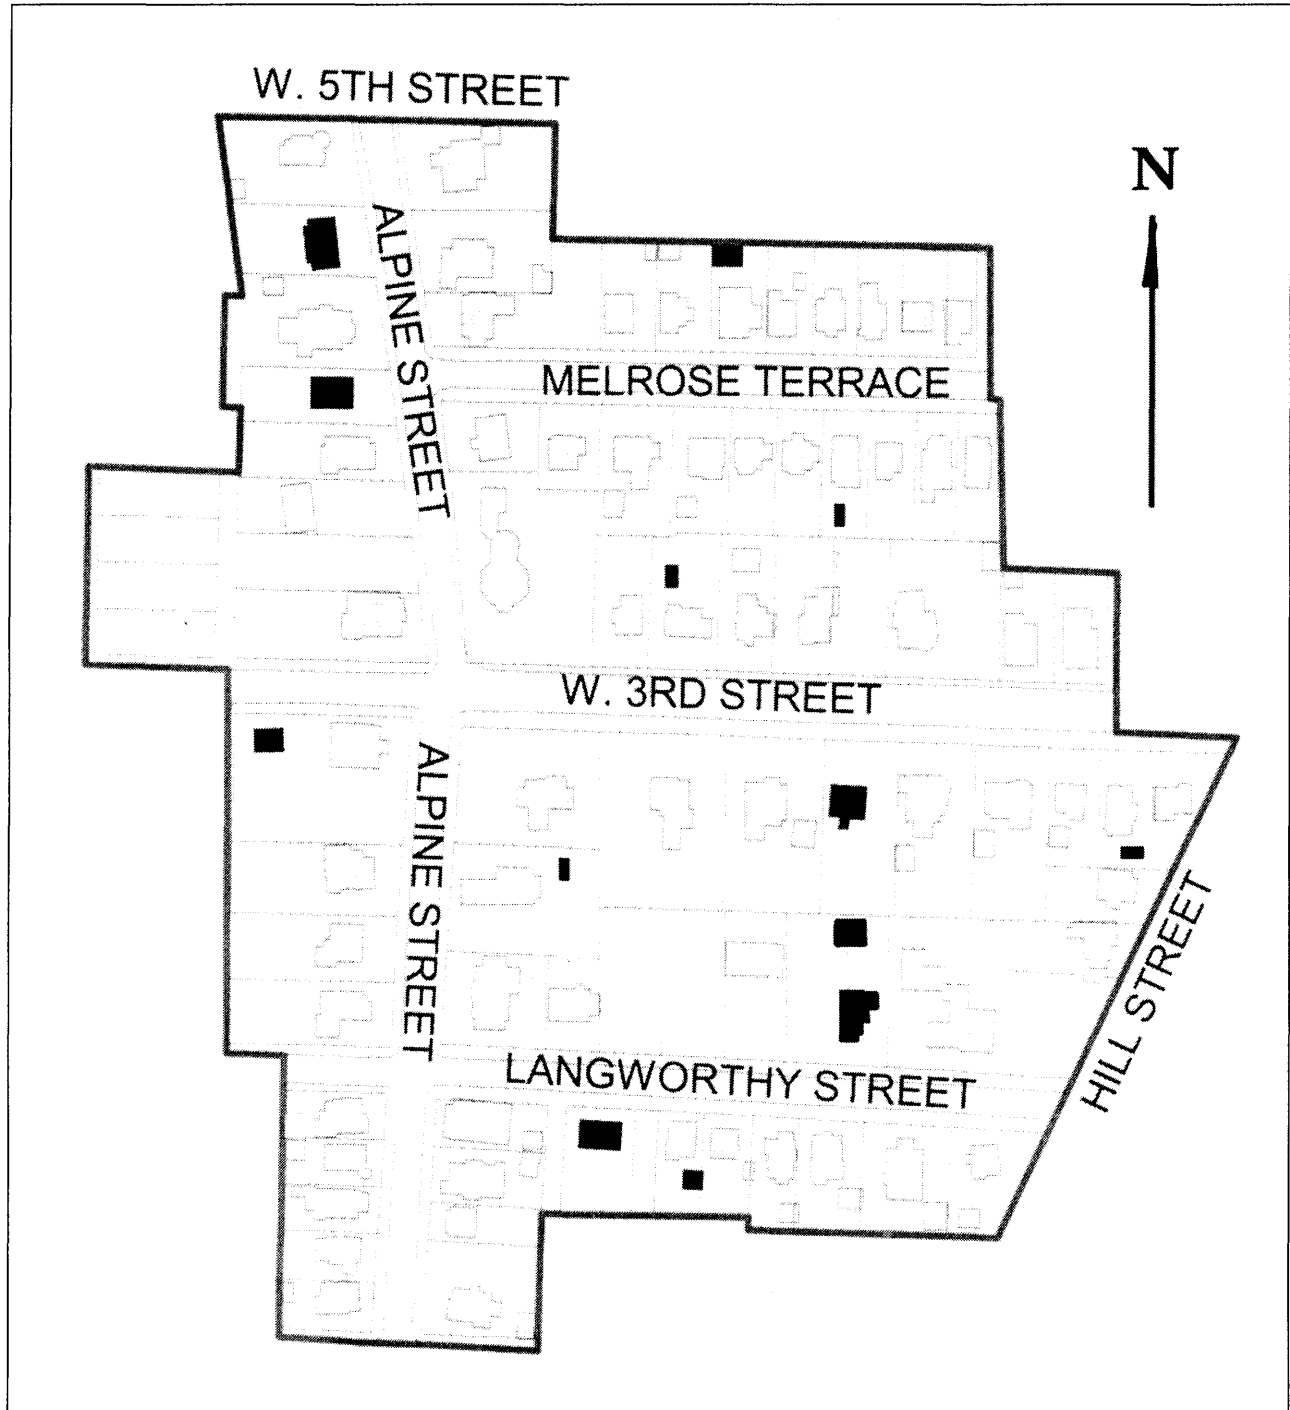 W. 5TH STREET
N
ALPINE STREET
MELROSE TERRACE
W. 3RD STREET
ALPINE STREET
HILL STREET
LANGWORTHY STREET